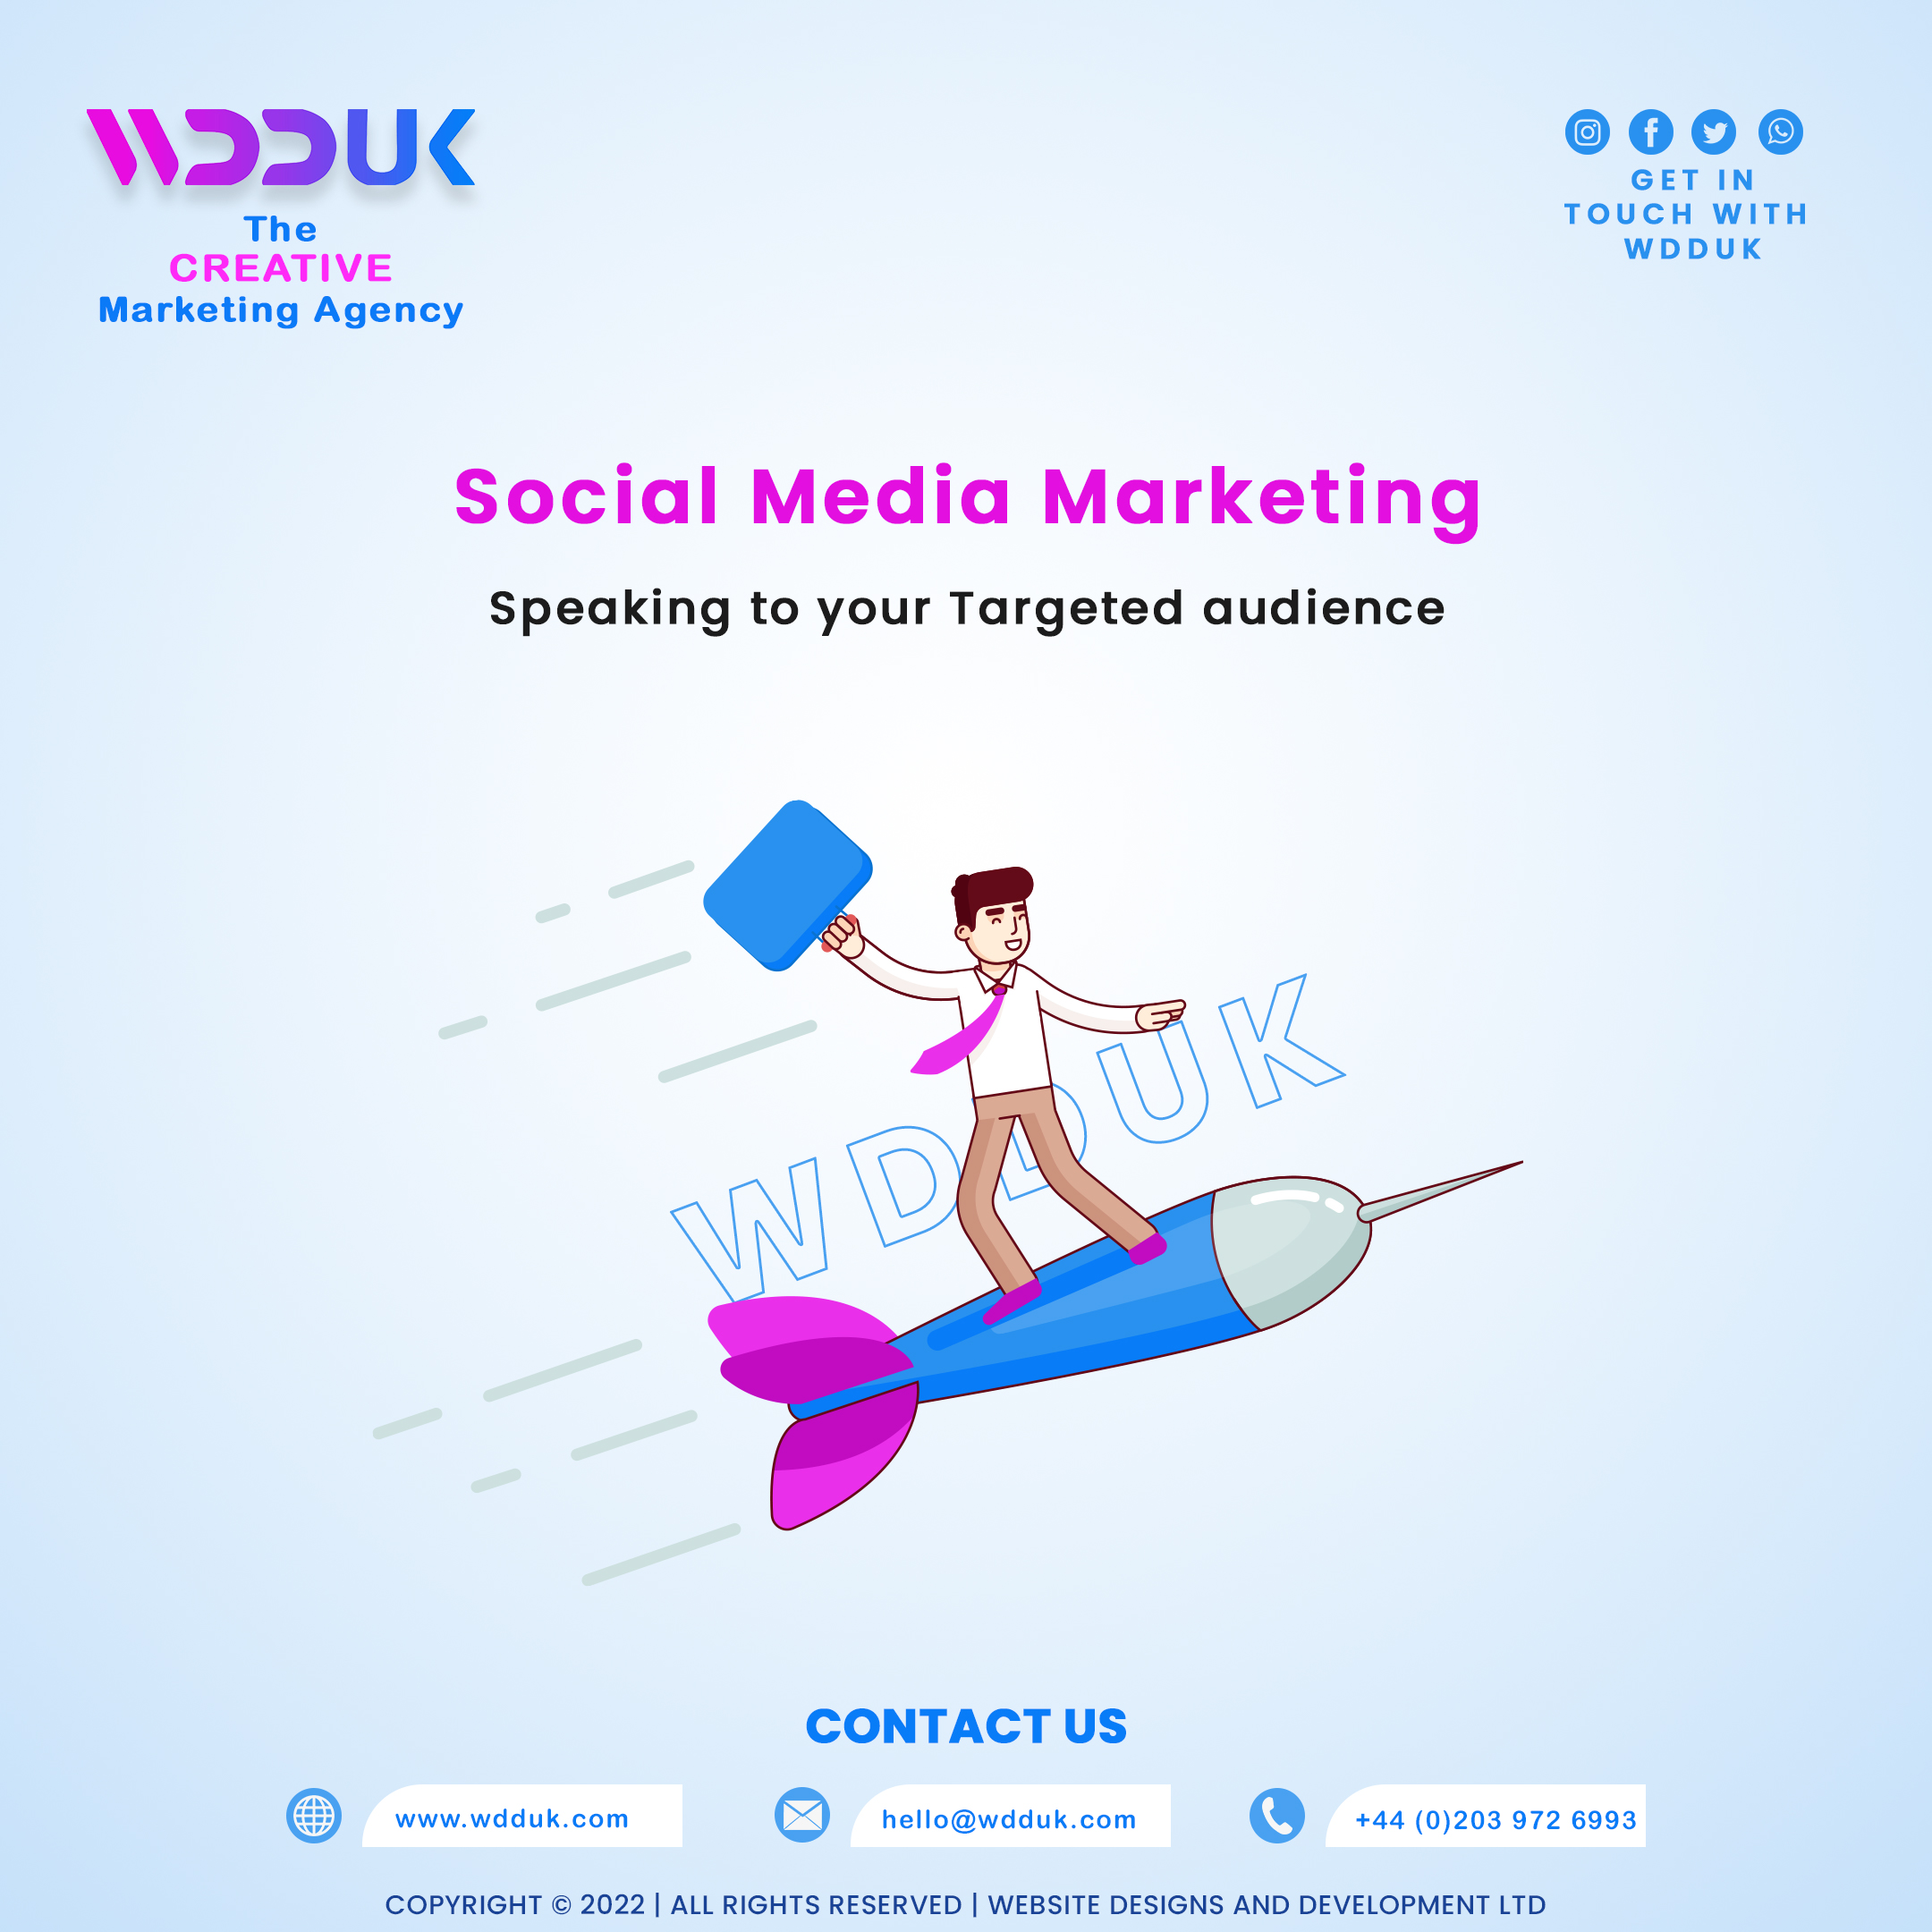 WDDUK
The
CREATIVE
Marketing Agency
GET IN
TOUCH WITH
WDDUK
Social Media Marketing
Speaking to your Targeted audience
WDDUK
CONTACT US
www.wdduk.com
hello@wdduk.com
+44 (0)203 972 6993
COPYRIGHT © 2022 | ALL RIGHTS RESERVED | WEBSITE DESIGNS AND DEVELOPMENT LTD